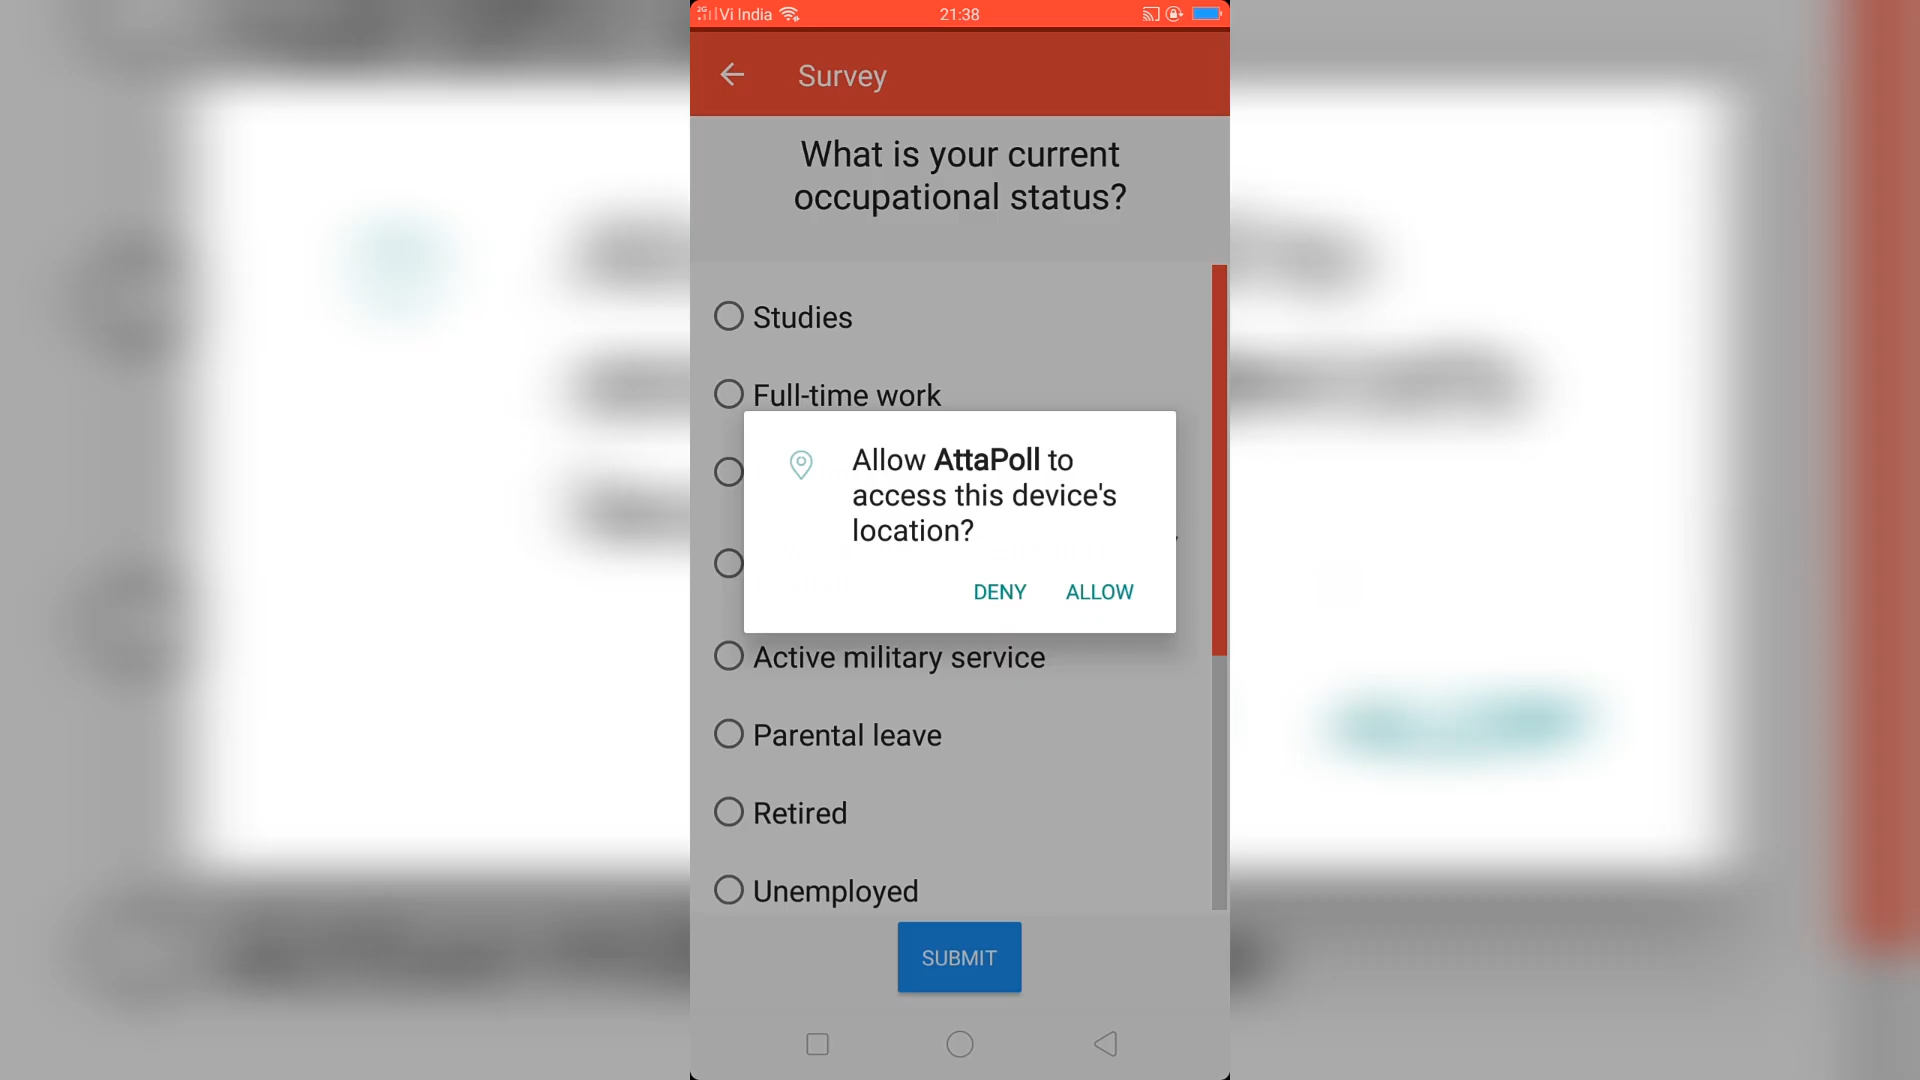 2G Vi India 21:38
Survey
What is your current
occupational status?
Studies
Full-time work
Allow AttaPoll to
access this device's
location?
DENY ALLOW
Active military service
Parental leave
Retired
Unemployed
SUBMIT